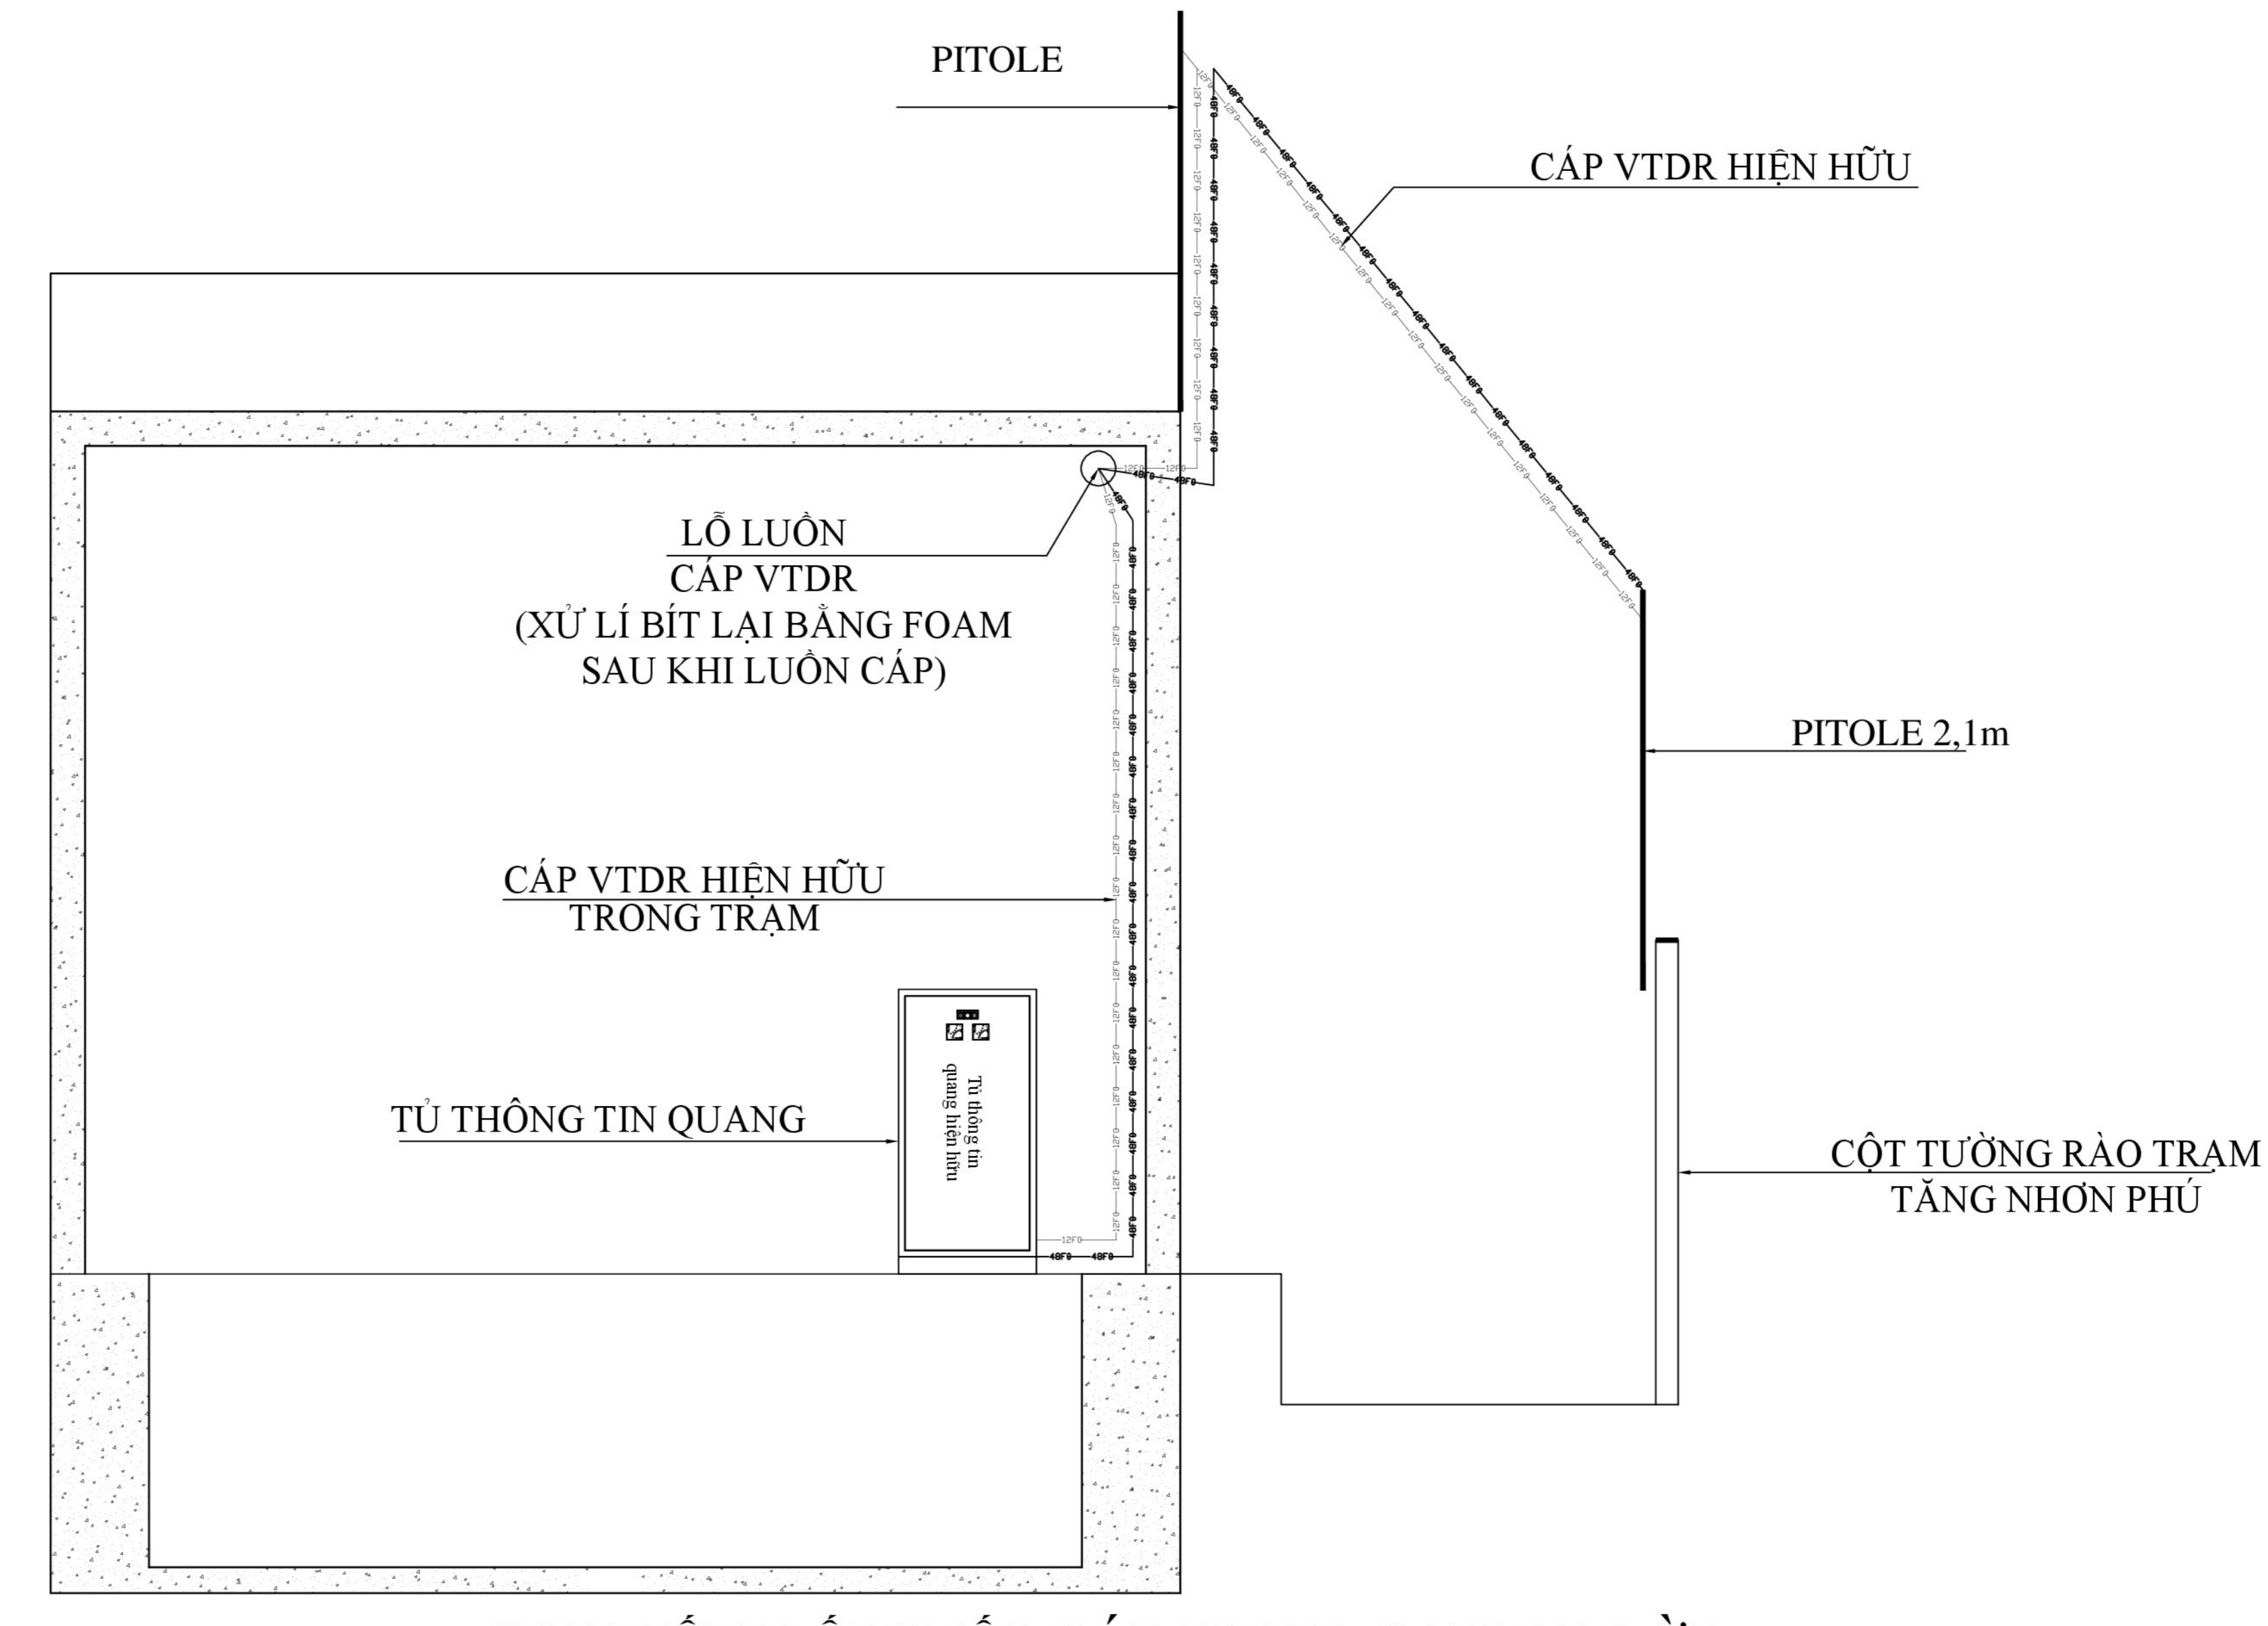 PITOLE
CÁP VTDR HIỆN HỮU
LỖ LUỒN
CÁP VTDR
(XỬ LÍ BÍT LẠI BẰNG FOAM
SAU KHI LUỒN CÁP)
PITOLE 2,1m
CÁP VTDR HIỆN HỮU
TRONG TRẠM
TỦ THÔNG TIN QUANG
Tủ thông tin
quang hiện hữu
CỘT TƯỜNG RÀO TRẠM
TĂNG NHƠN PHÚ
12FO
48FO